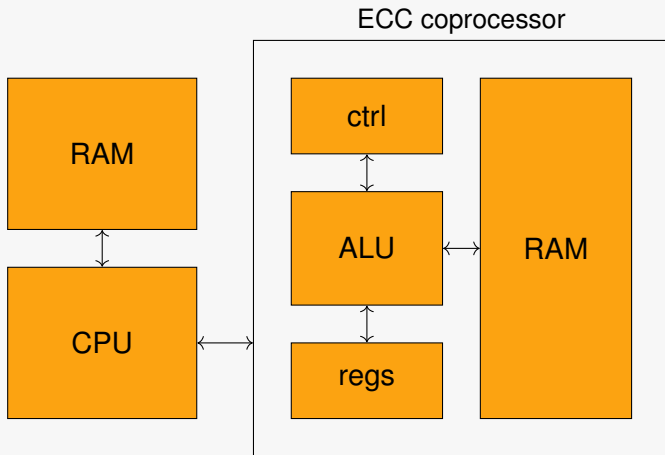 ECC coprocessor
RAM
CPU
ctrl
ALU
regs
RAM